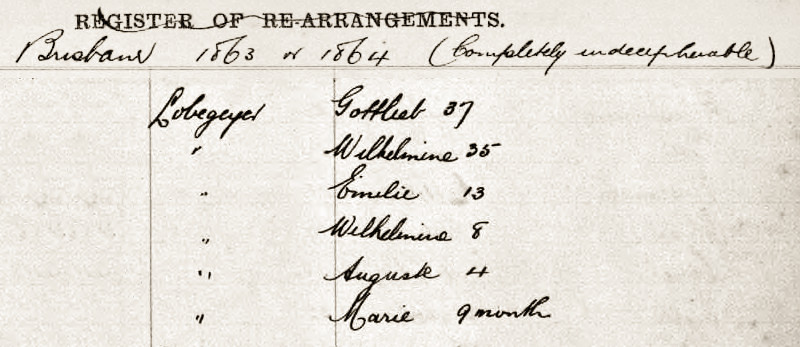 REGISTER OF RE-ARRANGEMENTS.
Brisbane 1863 or 1864 (Completely indecipherable)
Lobegeyer Gottlieb 37
" Wilhelmine 35
" Emilie 13
" Wilhelmine 8
" Auguste 4
" Marie 9 month